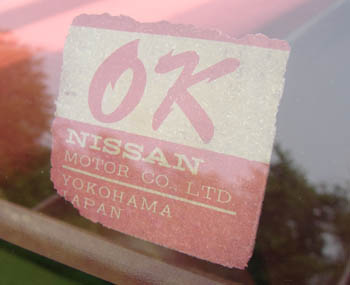 OK
NISSAN
MOTOR CO., LTD
YOKOHAMA
JAPAN